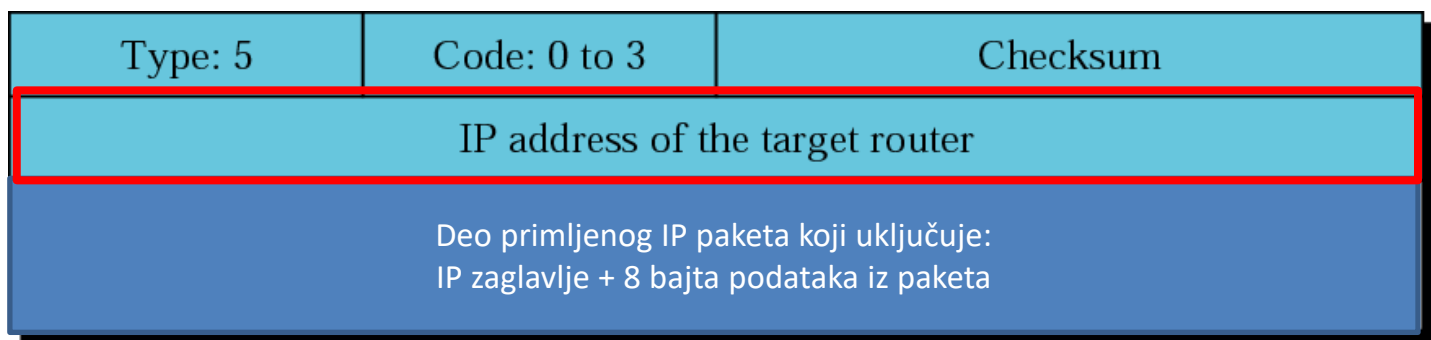 Type: 5
Code: 0 to 3
Checksum
IP address of the target router
Deo primljenog IP paketa koji uključuje:
IP zaglavlje + 8 bajta podataka iz paketa